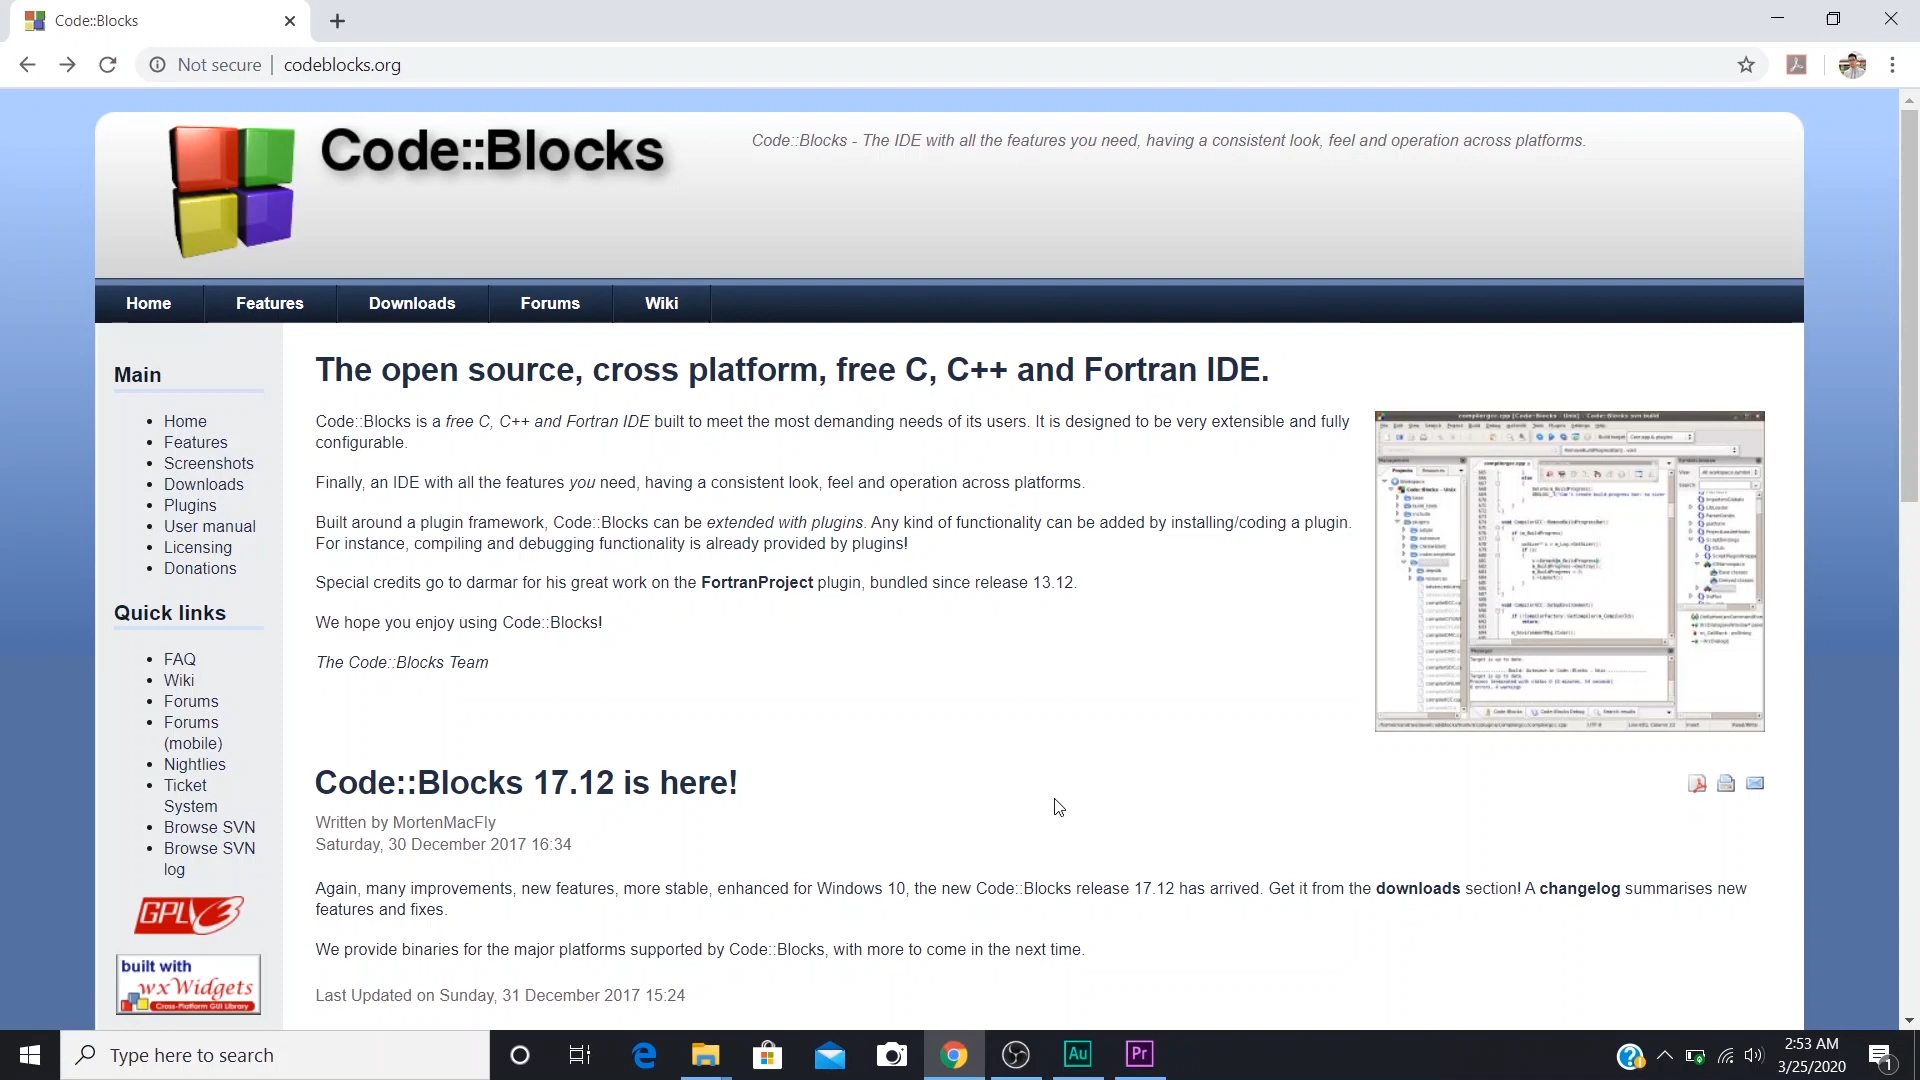 Code::Blocks
Not secure
codeblocks.org
Code::Blocks
Code::Blocks - The IDE with all the features you need, having a consistent look, feel and operation across platforms.
Home
Features
Downloads
Forums
Wiki
Main
Home
Features
Screenshots
Downloads
Plugins
User manual
Licensing
Donations
Quick links
FAQ
Wiki
Forums
Forums
(mobile)
Nightlies
Ticket
System
Browse SVN
Browse SVN
log
GPLv3
built with
wxWidgets
Cross-Platform GUI Library
The open source, cross platform, free C, C++ and Fortran IDE.
Code::Blocks is a free C, C++ and Fortran IDE built to meet the most demanding needs of its users. It is designed to be very extensible and fully
configurable.
Finally, an IDE with all the features you need, having a consistent look, feel and operation across platforms.
Built around a plugin framework, Code::Blocks can be extended with plugins. Any kind of functionality can be added by installing/coding a plugin.
For instance, compiling and debugging functionality is already provided by plugins!
Special credits go to darmar for his great work on the FortranProject plugin, bundled since release 13.12.
We hope you enjoy using Code::Blocks!
The Code::Blocks Team
Code::Blocks 17.12 is here!
Written by MortenMacFly
Saturday, 30 December 2017 16:34
Again, many improvements, new features, more stable, enhanced for Windows 10, the new Code::Blocks release 17.12 has arrived. Get it from the downloads section! A changelog summarises new
features and fixes.
We provide binaries for the major platforms supported by Code::Blocks, with more to come in the next time.
Last Updated on Sunday, 31 December 2017 15:24
Type here to search
Au
Pr
2:53 AM
3/25/2020
1